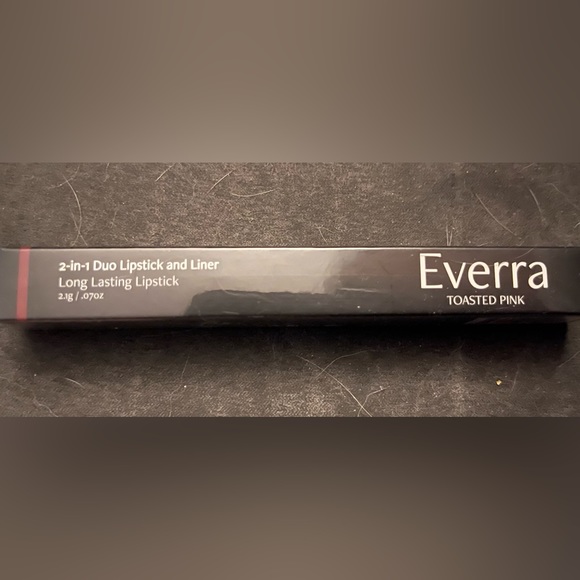 2-in-1 Duo Lipstick and Liner
Long Lasting Lipstick
2.1g / .07oz
Everra
TOASTED PINK